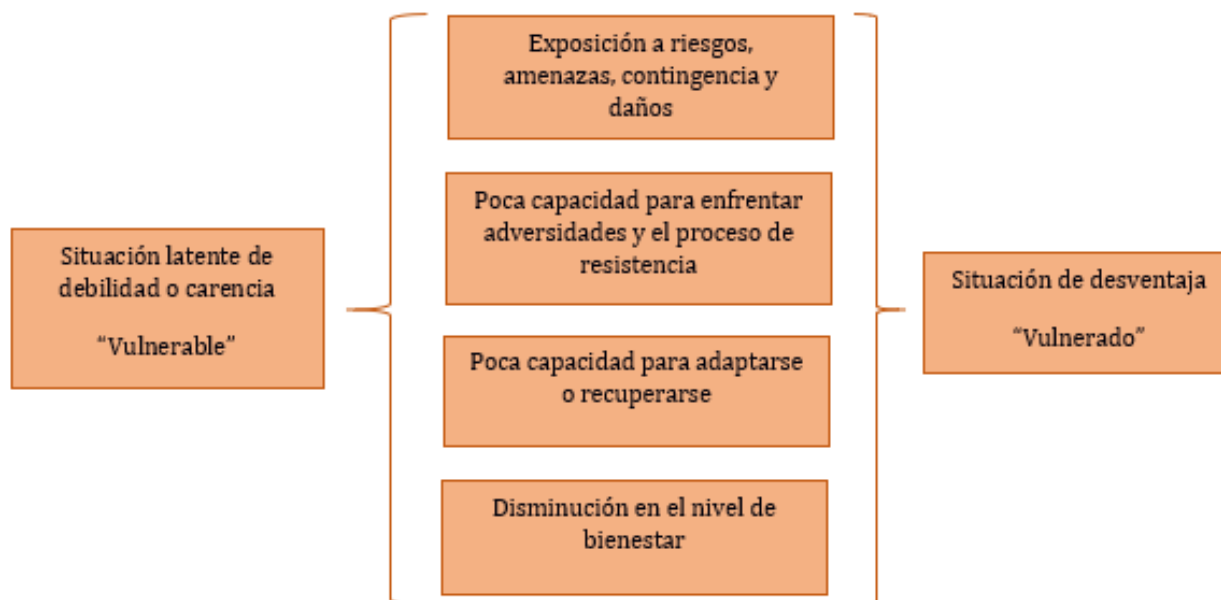 Situación latente de
debilidad o carencia
“Vulnerable”
Exposición a riesgos,
amenazas, contingencia y
daños
Poca capacidad para enfrentar
adversidades y el proceso de
resistencia
Poca capacidad para adaptarse
o recuperarse
Disminución en el nivel de
bienestar
Situación de desventaja
“Vulnerado”